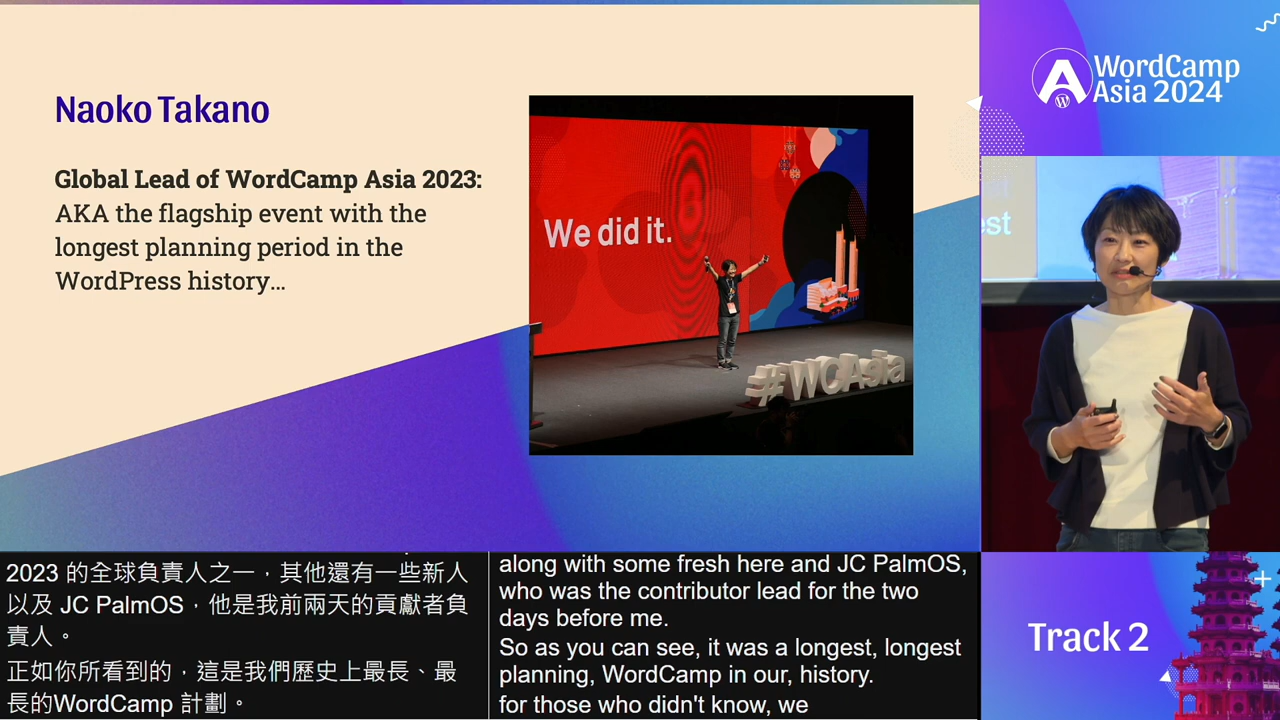 Naoko Takano
Global Lead of WordCamp Asia 2023:
AKA the flagship event with the
longest planning period in the
WordPress history...
We did it.
#WCAsia
WordCamp
Asia 2024
est
2023 的全球負責人之一，其他還有一些新人
以及 JC PalmOS，他是我前兩天的貢獻者負
責人。
正如你所看到的，這是我們歷史上最長、最
長的WordCamp 計劃。
along with some fresh here and JC PalmOS,
who was the contributor lead for the two
days before me.
So as you can see, it was a longest, longest
planning, WordCamp in our, history.
for those who didn't know, we
Track 2